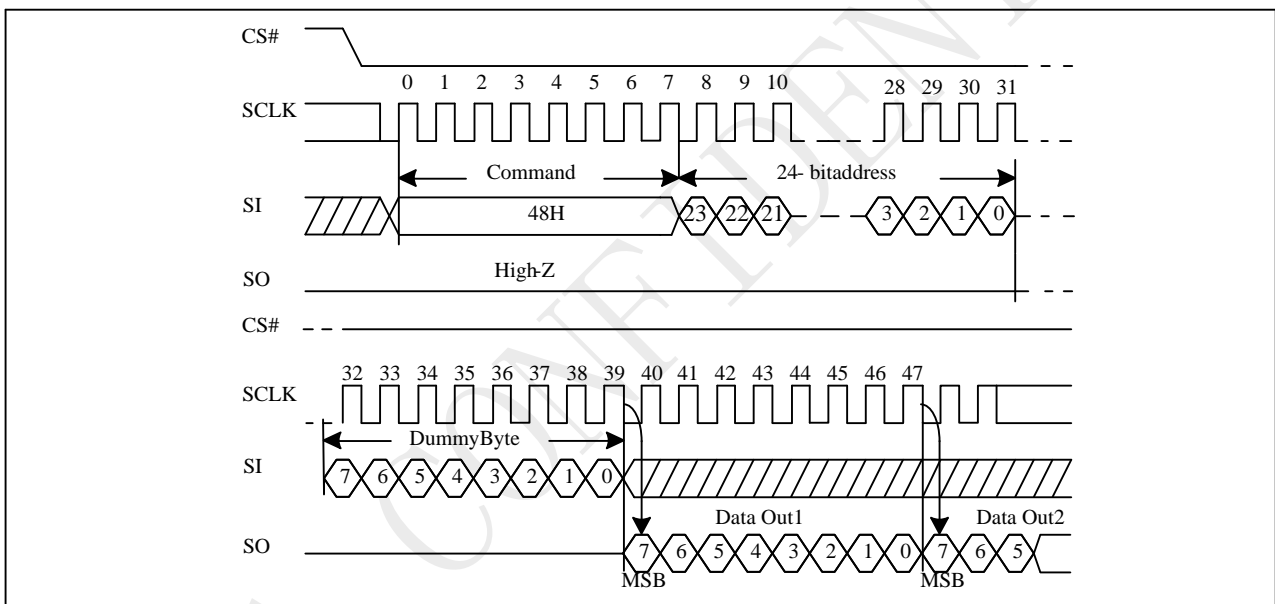 CS#
0 1 2 3 4 5 6 7 8 9 10 28 29 30 31
SCLK
Command 24- bitaddress
SI 48H 23 22 21 3 2 1 0
High-Z
SO
CS#
32 33 34 35 36 37 38 39 40 41 42 43 44 45 46 47
SCLK
DummyByte
SI 7 6 5 4 3 2 1 0
Data Out1 Data Out2
SO 7 6 5 4 3 2 1 0 7 6 5
MSB MSB
CONFIDEN